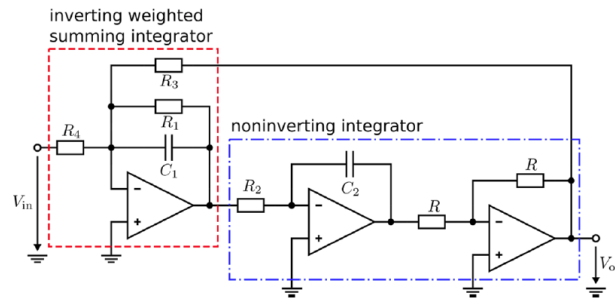 inverting weighted
summing integrator
R3
R4
R1
noninverting integrator
C1
R2
C2
R
R
Vin
Vo
− +
− +
− +